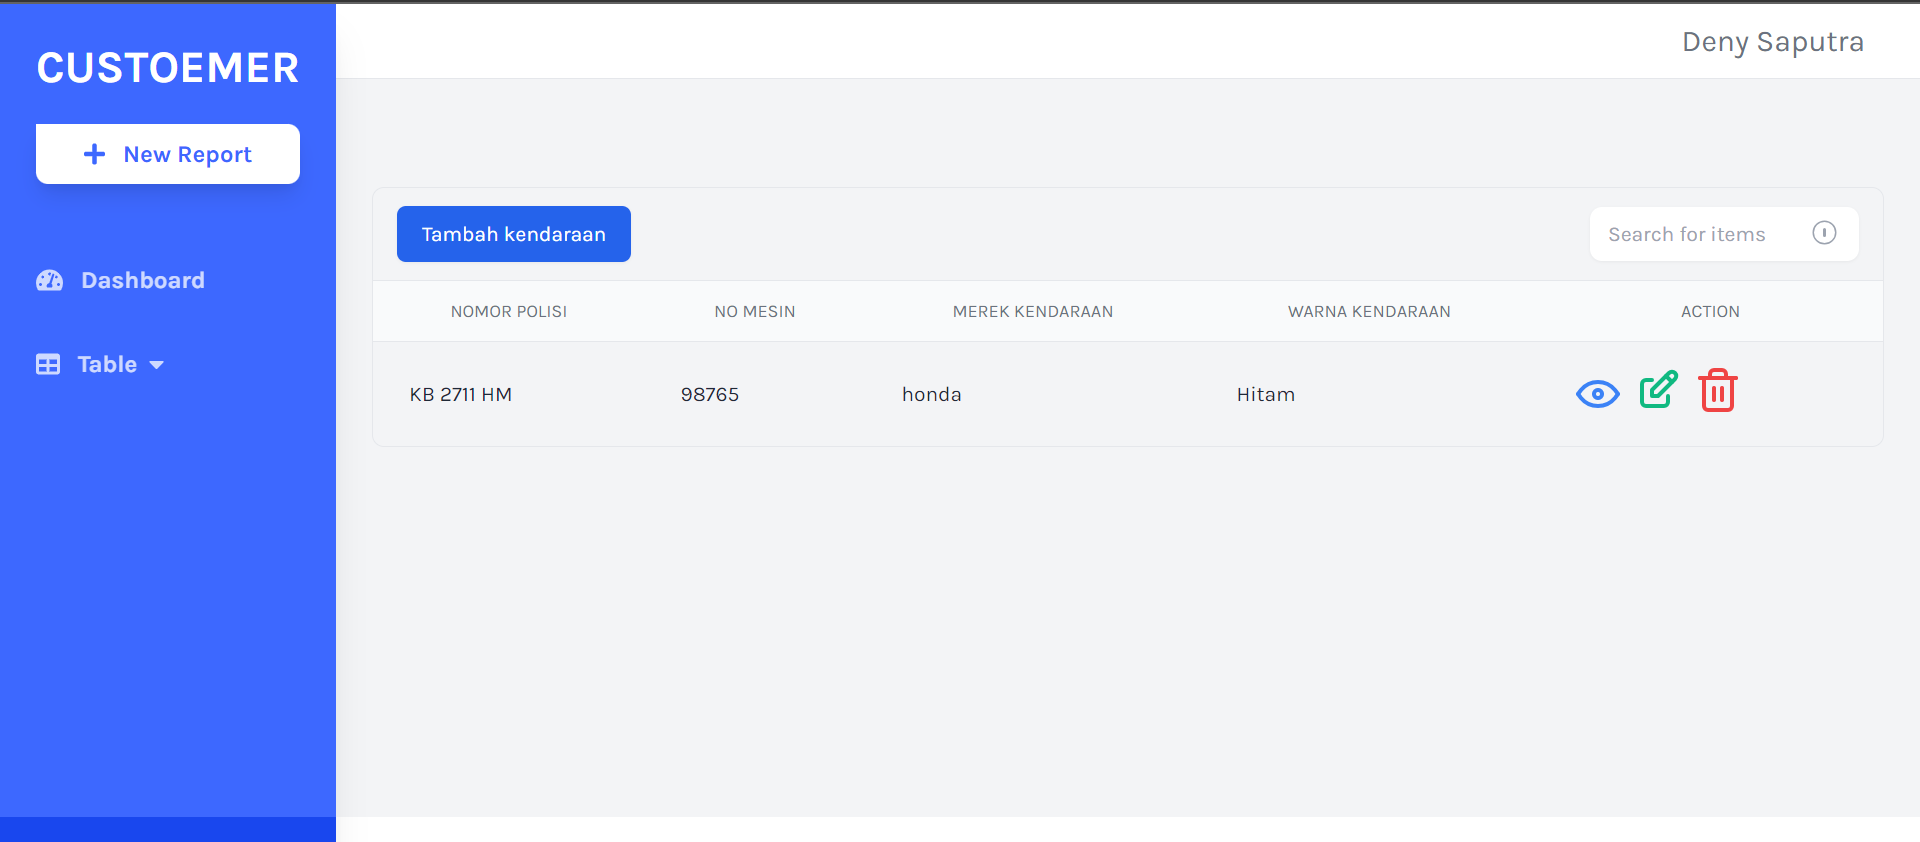 CUSTOEMER
New Report
Dashboard
Table
Deny Saputra
Tambah kendaraan
Search for items
NOMOR POLISI NO MESIN MEREK KENDARAAN WARNA KENDARAAN ACTION
KB 2711 HM 98765 honda Hitam